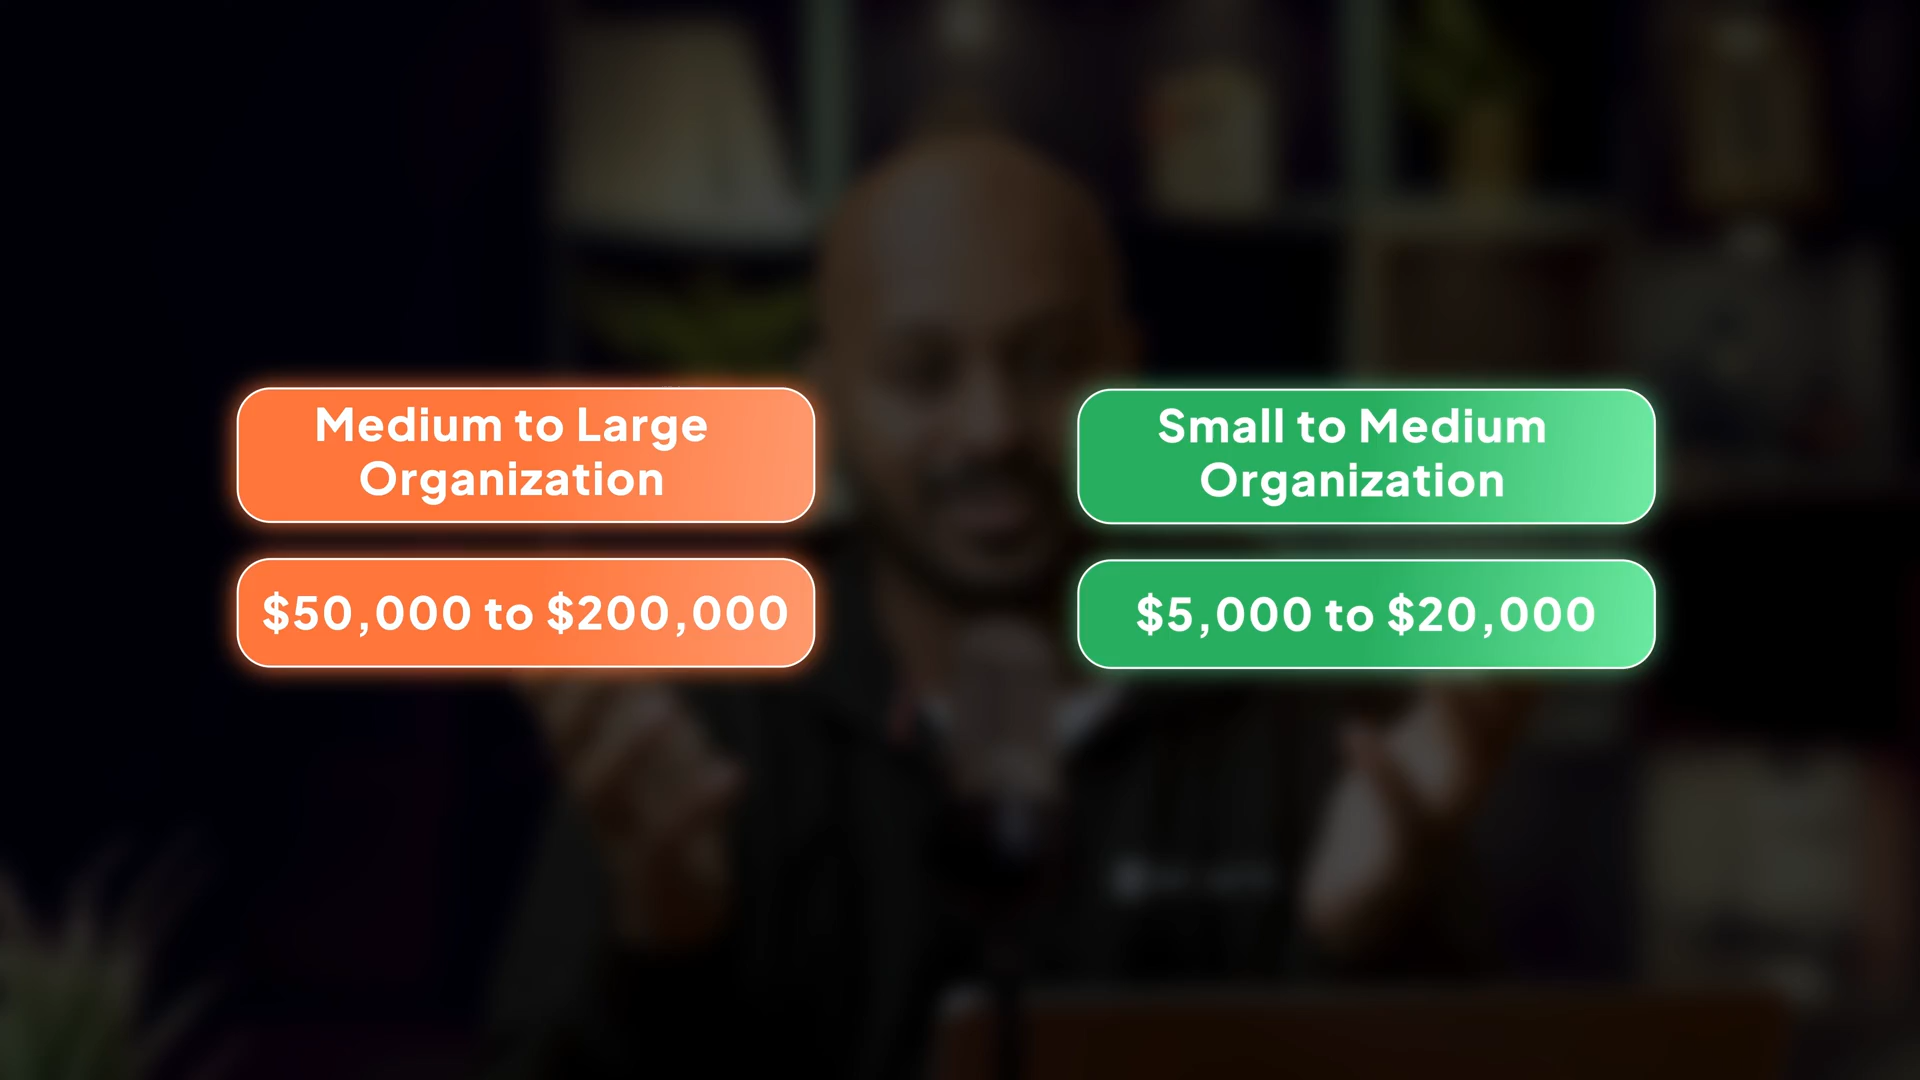 Medium to Large
Organization
$50,000 to $200,000
Small to Medium
Organization
$5,000 to $20,000